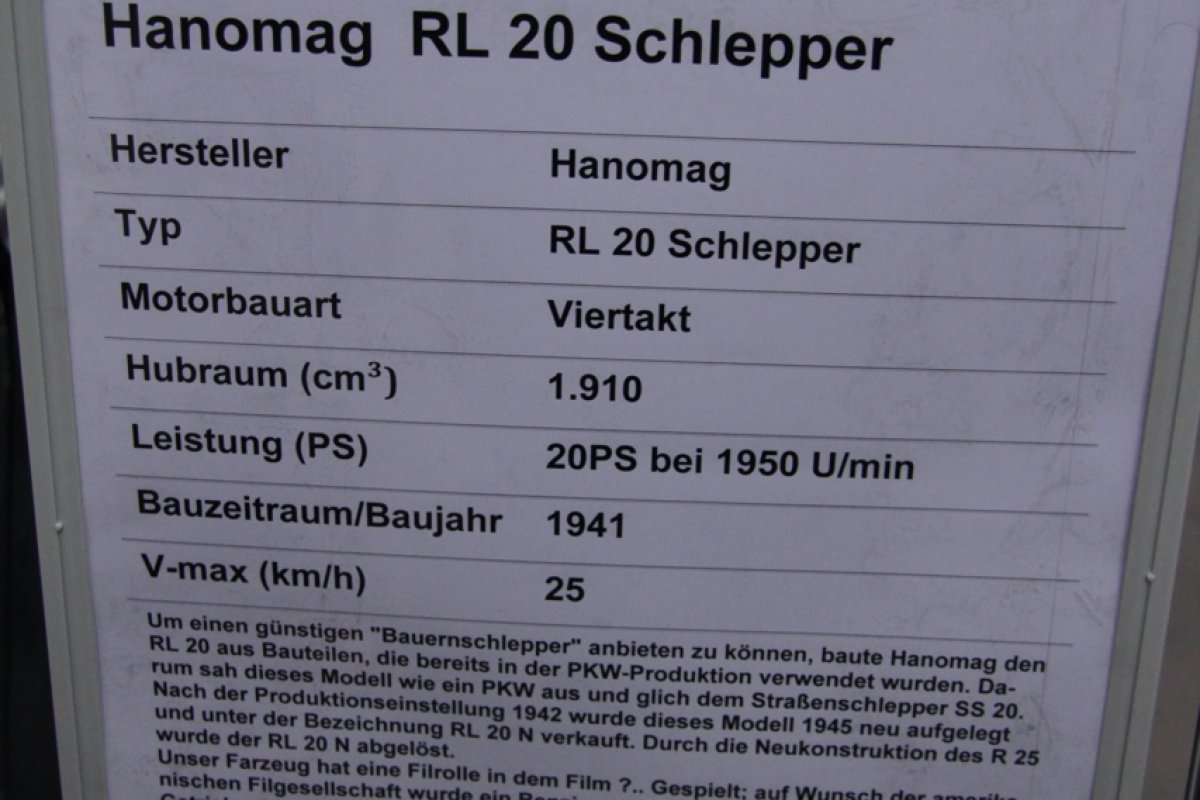 Hanomag RL 20 Schlepper
Hersteller Hanomag
Typ RL 20 Schlepper
Motorbauart Viertakt
Hubraum (cm³) 1.910
Leistung (PS) 20PS bei 1950 U/min
Bauzeitraum/Baujahr 1941
V-max (km/h) 25
Um einen günstigen "Bauernschlepper" anbieten zu können, baute Hanomag den
RL 20 aus Bauteilen, die bereits in der PKW-Produktion verwendet wurden. Da-
rum sah dieses Modell wie ein PKW aus und glich dem Straßenschlepper SS 20.
Nach der Produktionseinstellung 1942 wurde dieses Modell 1945 neu aufgelegt
und unter der Bezeichnung RL 20 N verkauft. Durch die Neukonstruktion des R 25
wurde der RL 20 N abgelöst.
Unser Farzeug hat eine Filrolle in dem Film ?.. Gespielt; auf Wunsch der amerika-
nischen Filgesellschaft wurde ein